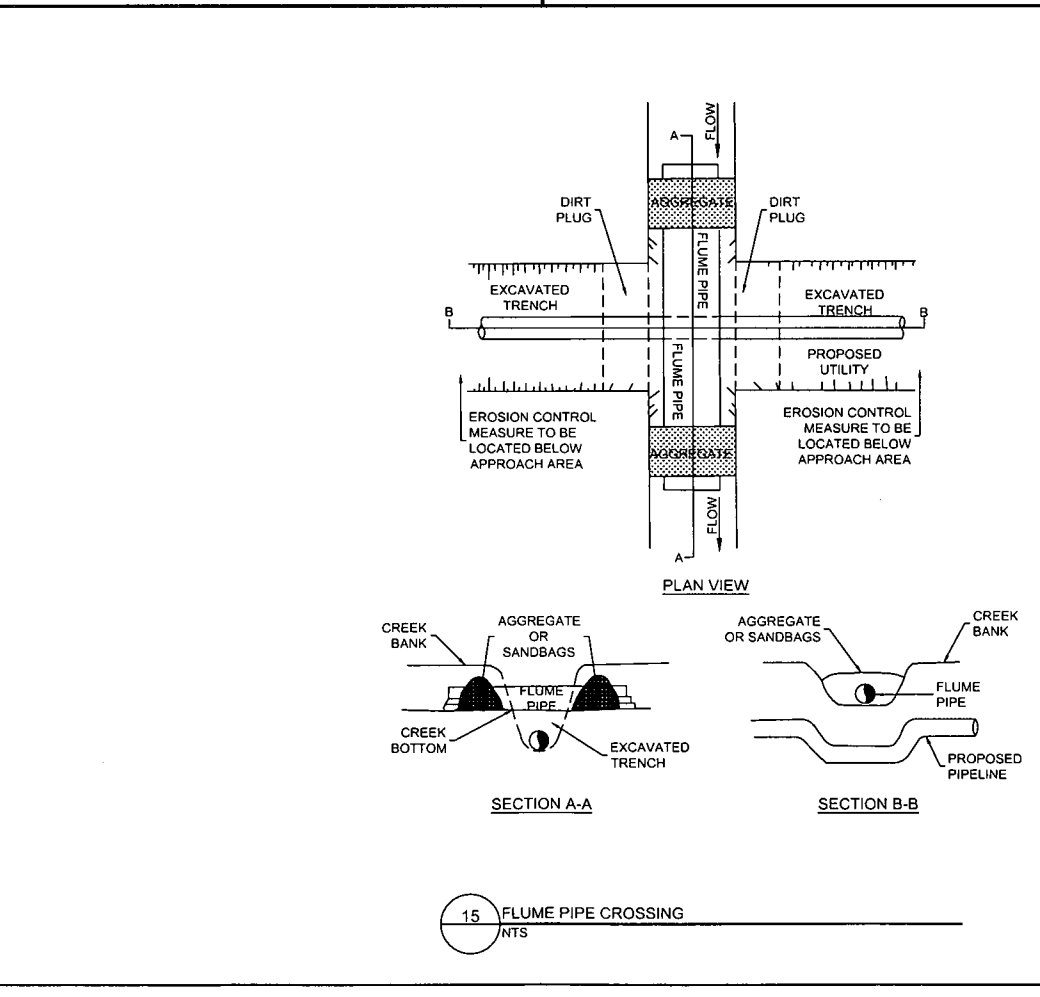 FLOW
A
AGGREGATE
DIRT
PLUG
DIRT
PLUG
FLUME PIPE
EXCAVATED
TRENCH
EXCAVATED
TRENCH
B
B
FLUME PIPE
PROPOSED
UTILITY
EROSION CONTROL
MEASURE TO BE
LOCATED BELOW
APPROACH AREA
EROSION CONTROL
MEASURE TO BE
LOCATED BELOW
APPROACH AREA
AGGREGATE
FLOW
A
PLAN VIEW
CREEK
BANK
AGGREGATE
OR
SANDBAGS
FLUME
PIPE
CREEK
BOTTOM
EXCAVATED
TRENCH
SECTION A-A
AGGREGATE
OR SANDBAGS
CREEK
BANK
FLUME
PIPE
PROPOSED
PIPELINE
SECTION B-B
15
FLUME PIPE CROSSING
NTS